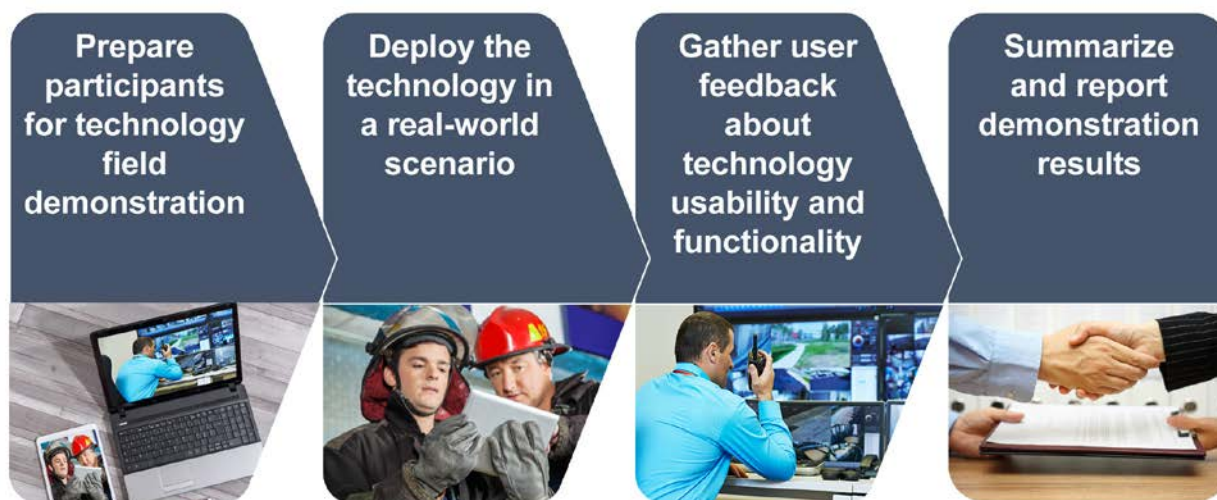 Prepare
participants
for technology
field
demonstration
Deploy the
technology in
a real-world
scenario
Gather user
feedback
about
technology
usability and
functionality
Summarize
and report
demonstration
results